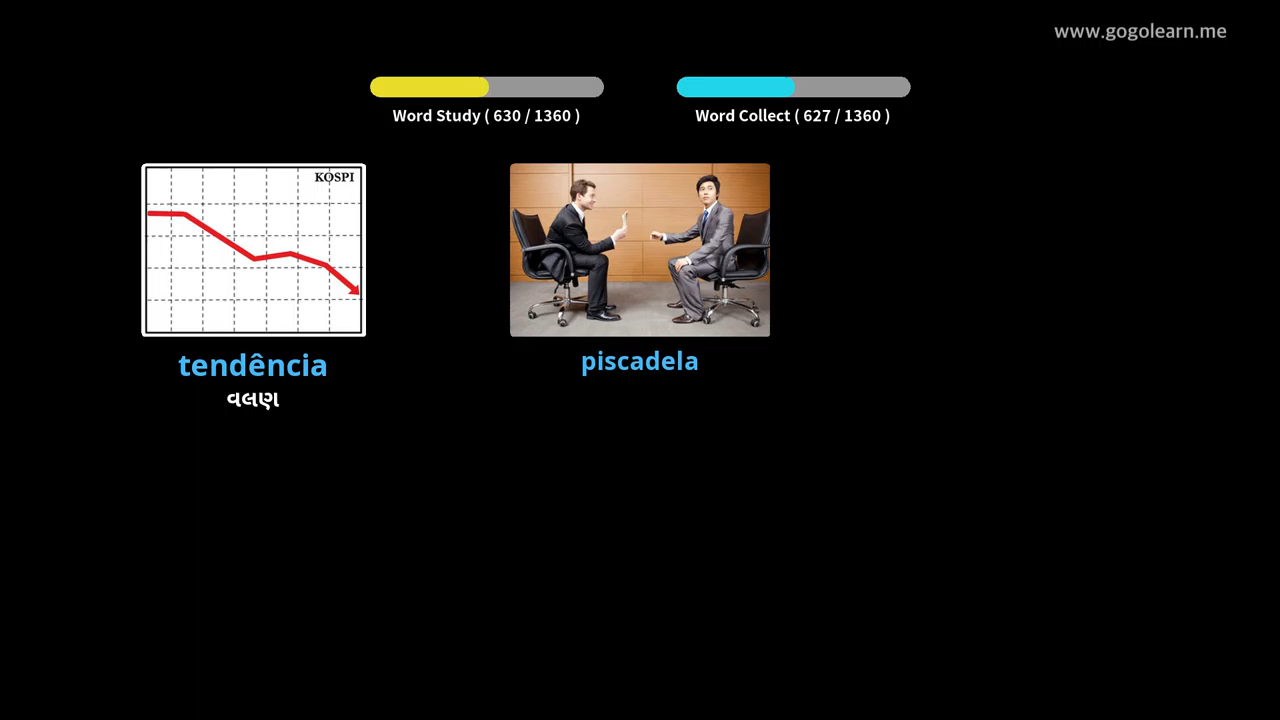 www.gogolearn.me
Word Study ( 630 / 1360 )
Word Collect ( 627 / 1360 )
KOSPI
tendência
વલણ
piscadela